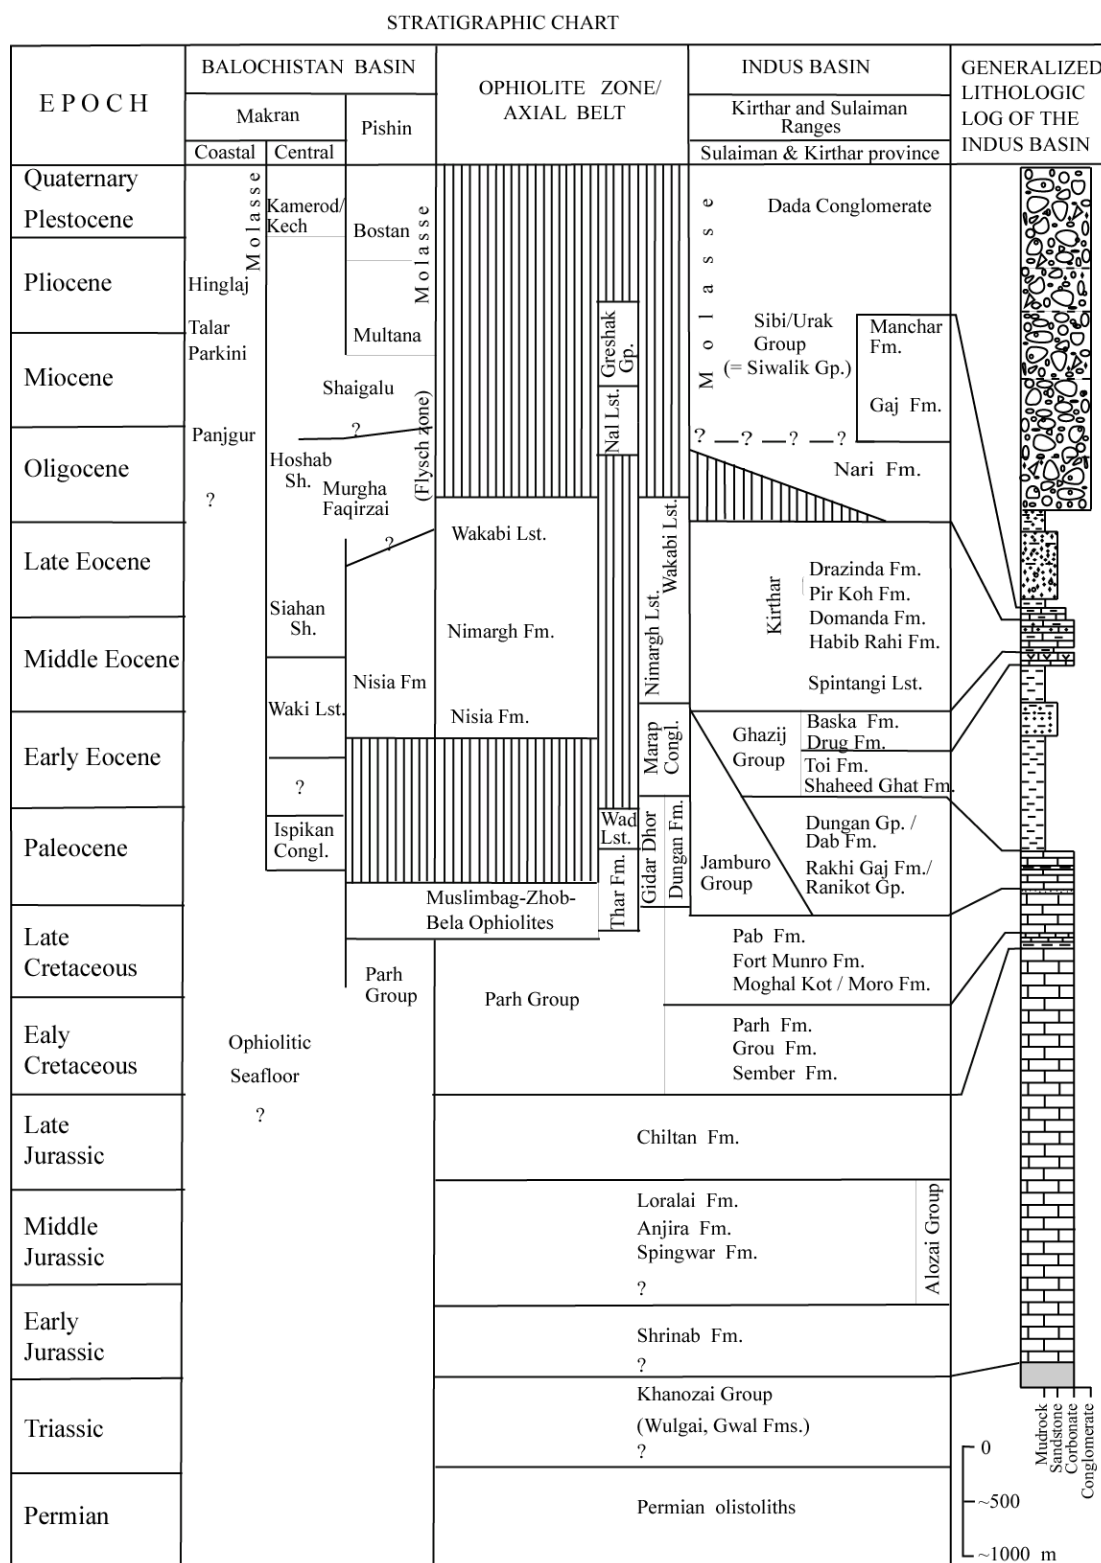 STRATIGRAPHIC CHART
EPOCH
BALOCHISTAN BASIN
Makran
Coastal
Central
Pishin
OPHIOLITE ZONE/
AXIAL BELT
INDUS BASIN
Kirthar and Sulaiman
Ranges
Sulaiman & Kirthar province
GENERALIZED
LITHOLOGIC
LOG OF THE
INDUS BASIN
Quaternary
Plestocene
Pliocene
Miocene
Oligocene
Late Eocene
Middle Eocene
Early Eocene
Paleocene
Late
Cretaceous
Ealy
Cretaceous
Late
Jurassic
Middle
Jurassic
Early
Jurassic
Triassic
Permian
Molasse
Hinglaj
Talar
Parkini
Panjgur
?
Kamerod/
Kech
Hoshab
Sh.
Siahan
Sh.
Waki Lst.
?
Ispikan
Congl.
Ophiolitic
Seafloor
?
Bostan
Molasse
Multana
Shaigalu
?
(Flysch zone)
Murgha
Faqirzai
?
Nisia Fm
Muslimbag-Zhob-
Bela Ophiolites
Parh
Group
Wakabi Lst.
Nimargh Fm.
Nisia Fm.
Parh Group
Greshak
Gp.
Nal Lst.
Wad
Lst.
Thar Fm.
Wakabi Lst.
Nimargh Lst.
Marap
Congl.
Gidar Dhor
Dungan Fm.
Molasse
Dada Conglomerate
Sibi/Urak
Group
(= Siwalik Gp.)
Manchar
Fm.
Gaj Fm.
? — ? — ? — ?
Nari Fm.
Kirthar
Drazinda Fm.
Pir Koh Fm.
Domanda Fm.
Habib Rahi Fm.
Spintangi Lst.
Ghazij
Group
Baska Fm.
Drug Fm.
Toi Fm.
Shaheed Ghat Fm.
Jamburo
Group
Dungan Gp. /
Dab Fm.
Rakhi Gaj Fm./
Ranikot Gp.
Pab Fm.
Fort Munro Fm.
Moghal Kot / Moro Fm.
Parh Fm.
Grou Fm.
Sember Fm.
Chiltan Fm.
Loralai Fm.
Anjira Fm.
Spingwar Fm.
?
Alozai Group
Shrinab Fm.
?
Khanozai Group
(Wulgai, Gwal Fms.)
?
Permian olistoliths
Mudrock
Sandstone
Corbonate
Conglomerate
0
~500
~1000 m